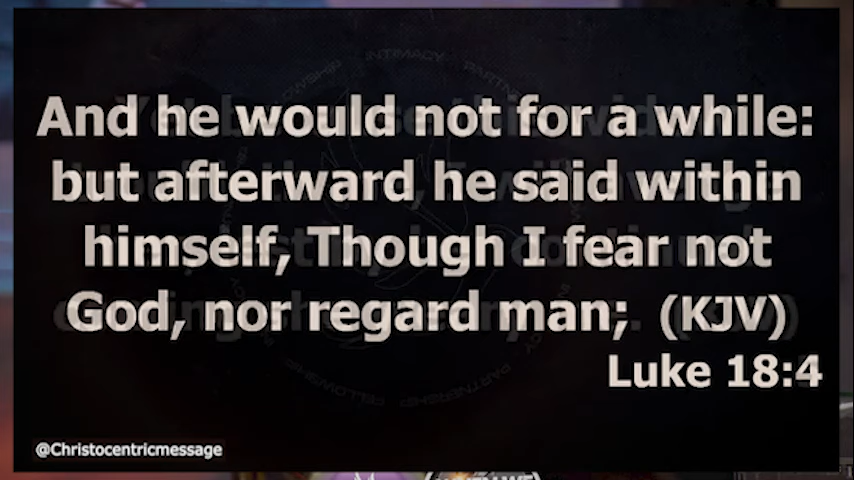 And he would not for a while:
but afterward he said within
himself, Though I fear not
God, nor regard man; (KJV)
Luke 18:4
@Christocentricmessage